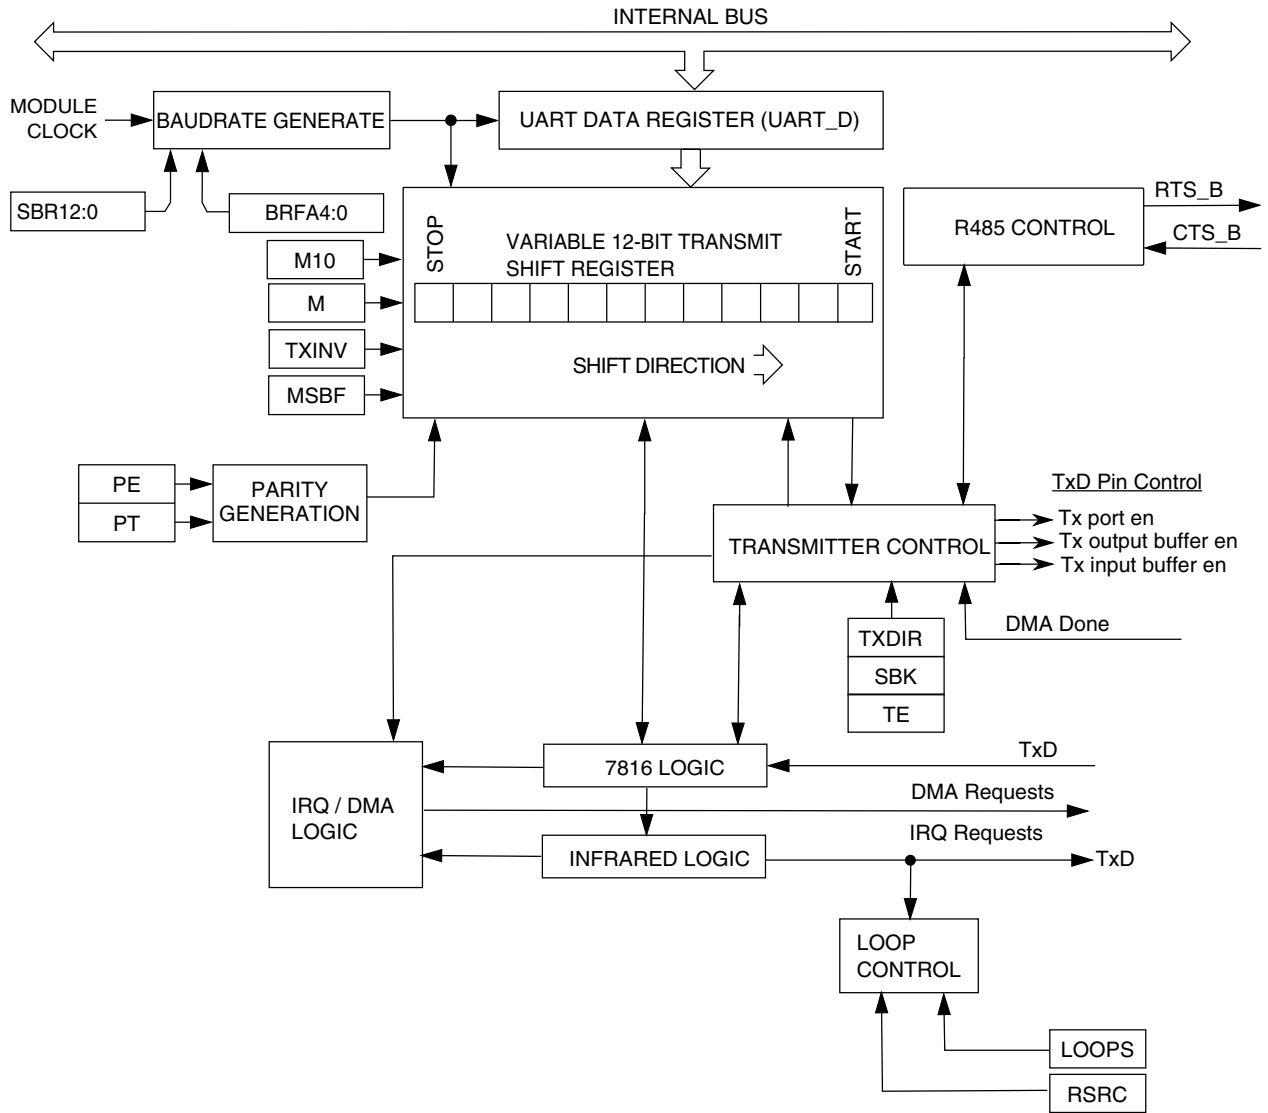 INTERNAL BUS
MODULE
CLOCK
BAUDRATE GENERATE
UART DATA REGISTER (UART_D)
SBR12:0
BRFA4:0
STOP
VARIABLE 12-BIT TRANSMIT
SHIFT REGISTER
START
R485 CONTROL
RTS_B
CTS_B
M10
M
TXINV
MSBF
SHIFT DIRECTION
PE
PT
PARITY
GENERATION
TRANSMITTER CONTROL
TxD Pin Control
Tx port en
Tx output buffer en
Tx input buffer en
DMA Done
TXDIR
SBK
TE
IRQ / DMA
LOGIC
7816 LOGIC
TxD
DMA Requests
IRQ Requests
INFRARED LOGIC
TxD
LOOP
CONTROL
LOOPS
RSRC